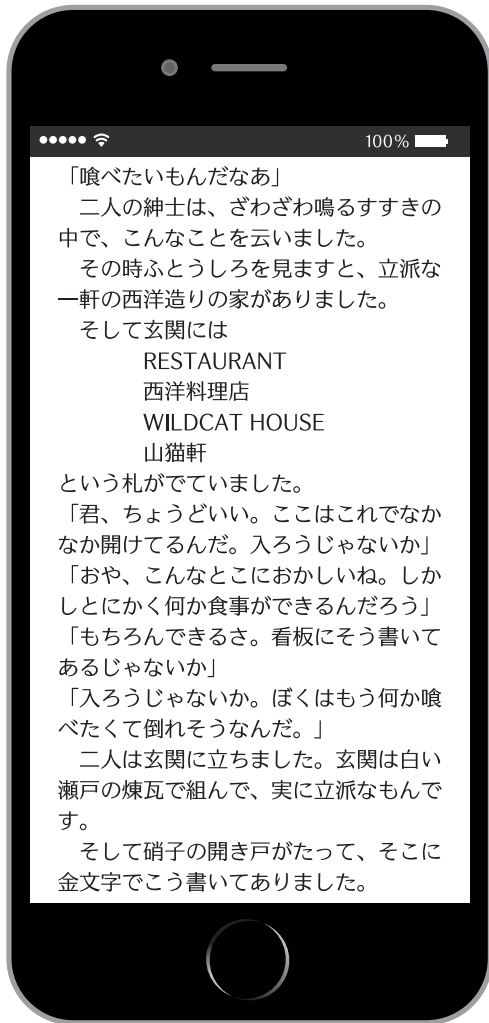 100%
「喰べたいもんだなあ」
　二人の紳士は、ざわざわ鳴るすすきの
中で、こんなことを云いました。
　その時ふとうしろを見ますと、立派な
一軒の西洋造りの家がありました。
　そして玄関には
RESTAURANT
西洋料理店
WILDCAT HOUSE
山猫軒
という札がでていました。
「君、ちょうどいい。ここはこれでなか
なか開けてるんだ。入ろうじゃないか」
「おや、こんなとこにおかしいね。しか
しとにかく何か食事ができるんだろう」
「もちろんできるさ。看板にそう書いて
あるじゃないか」
「入ろうじゃないか。ぼくはもう何か喰
べたくて倒れそうなんだ。」
　二人は玄関に立ちました。玄関は白い
瀬戸の煉瓦で組んで、実に立派なもんで
す。
　そして硝子の開き戸がたって、そこに
金文字でこう書いてありました。